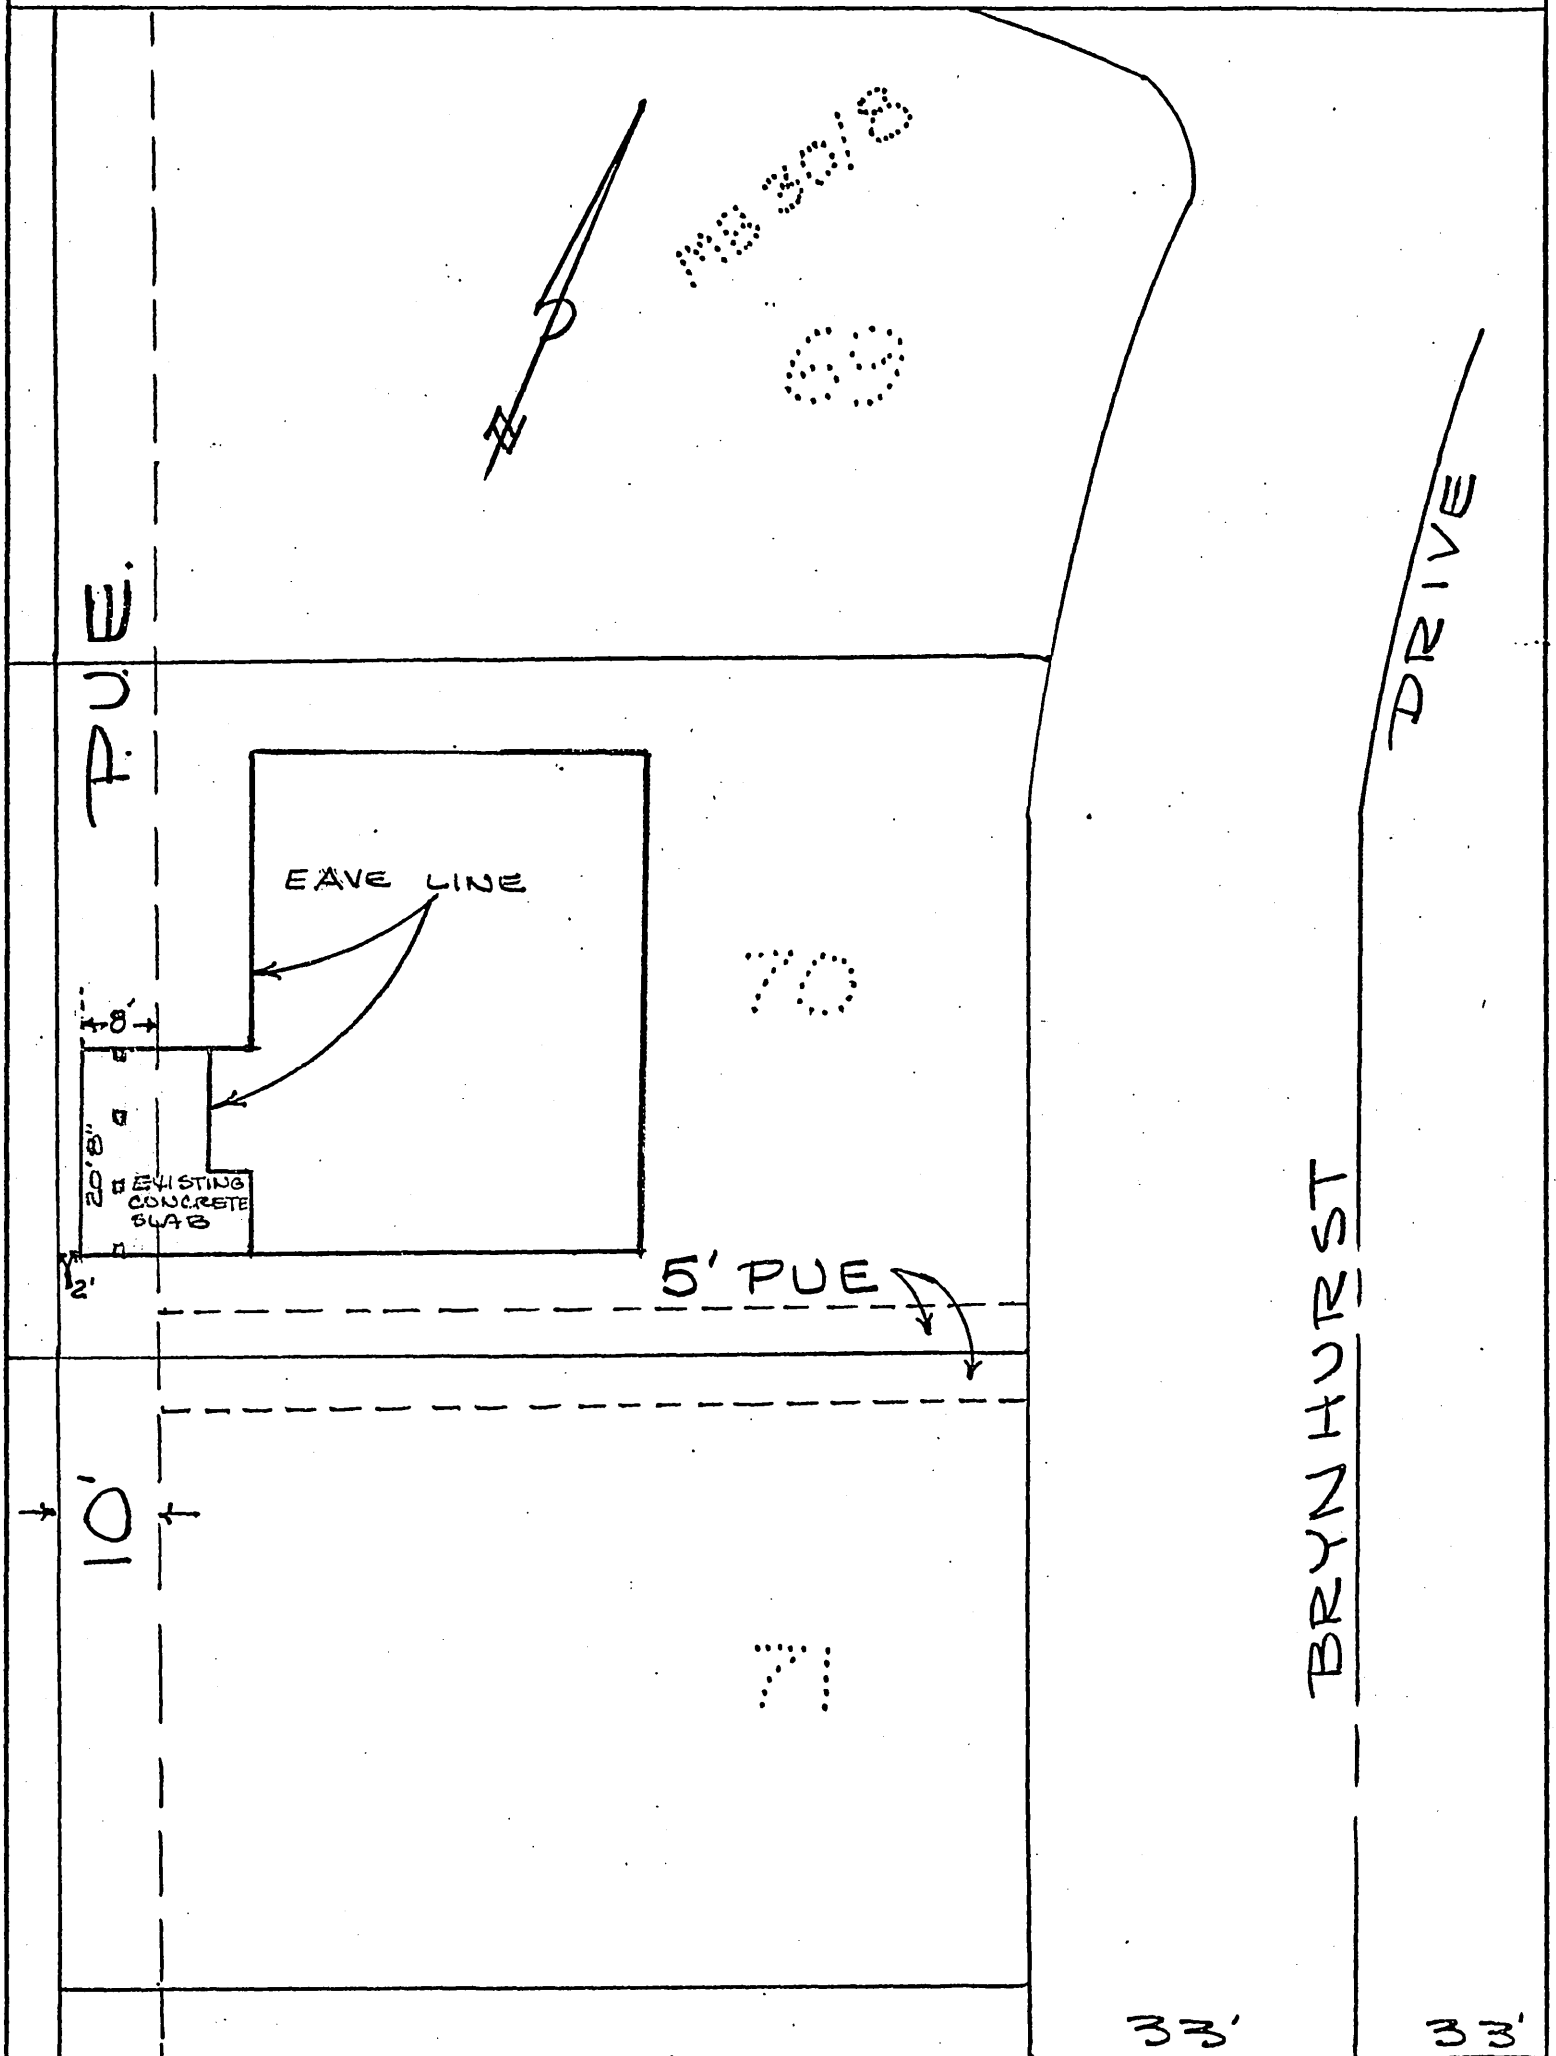 MB 30/8
69
P.U.E.
DRIVE
EAVE LINE
70
8'
20'8"
EXISTING
CONCRETE
SLAB
2'
5' PUE
BRYNHURST
10'
71
33'
33'